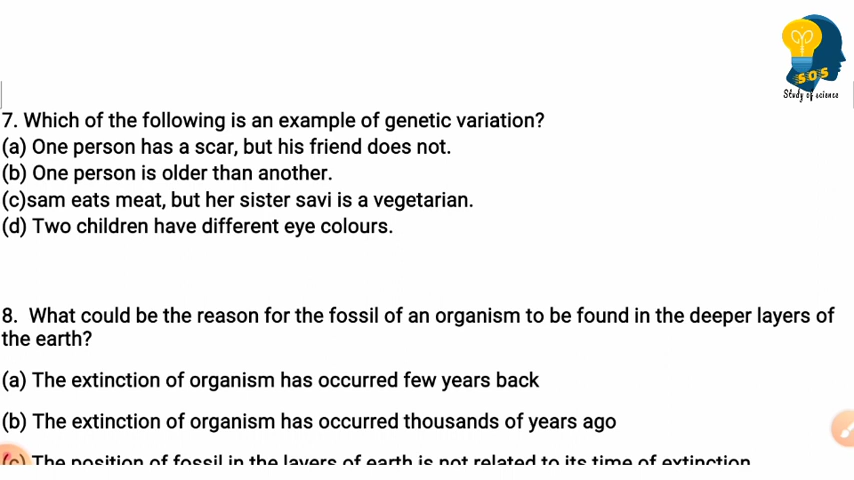 SOS
Study of science
7. Which of the following is an example of genetic variation?
(a) One person has a scar, but his friend does not.
(b) One person is older than another.
(c)sam eats meat, but her sister savi is a vegetarian.
(d) Two children have different eye colours.
8. What could be the reason for the fossil of an organism to be found in the deeper layers of
the earth?
(a) The extinction of organism has occurred few years back
(b) The extinction of organism has occurred thousands of years ago
(c) The position of fossil in the layers of earth is not related to its time of extinction